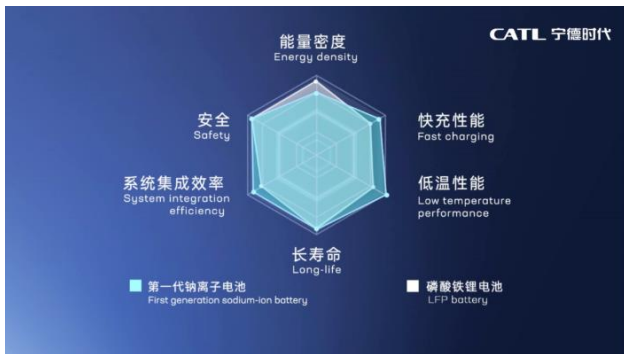 CATL 宁德时代
能量密度
Energy density
安全
Safety
快充性能
Fast charging
系统集成效率
System integration
efficiency
低温性能
Low temperature
performance
长寿命
Long-life
第一代钠离子电池
First generation sodium-ion battery
磷酸铁锂电池
LFP battery